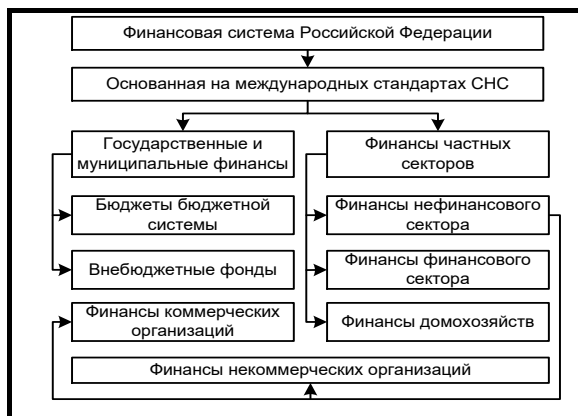 Финансовая система Российской Федерации
Основанная на международных стандартах СНС
Государственные и
муниципальные финансы
Финансы частных
секторов
Бюджеты бюджетной
системы
Финансы нефинансового
сектора
Внебюджетные фонды
Финансы финансового
сектора
Финансы коммерческих
организаций
Финансы домохозяйств
Финансы некоммерческих организаций